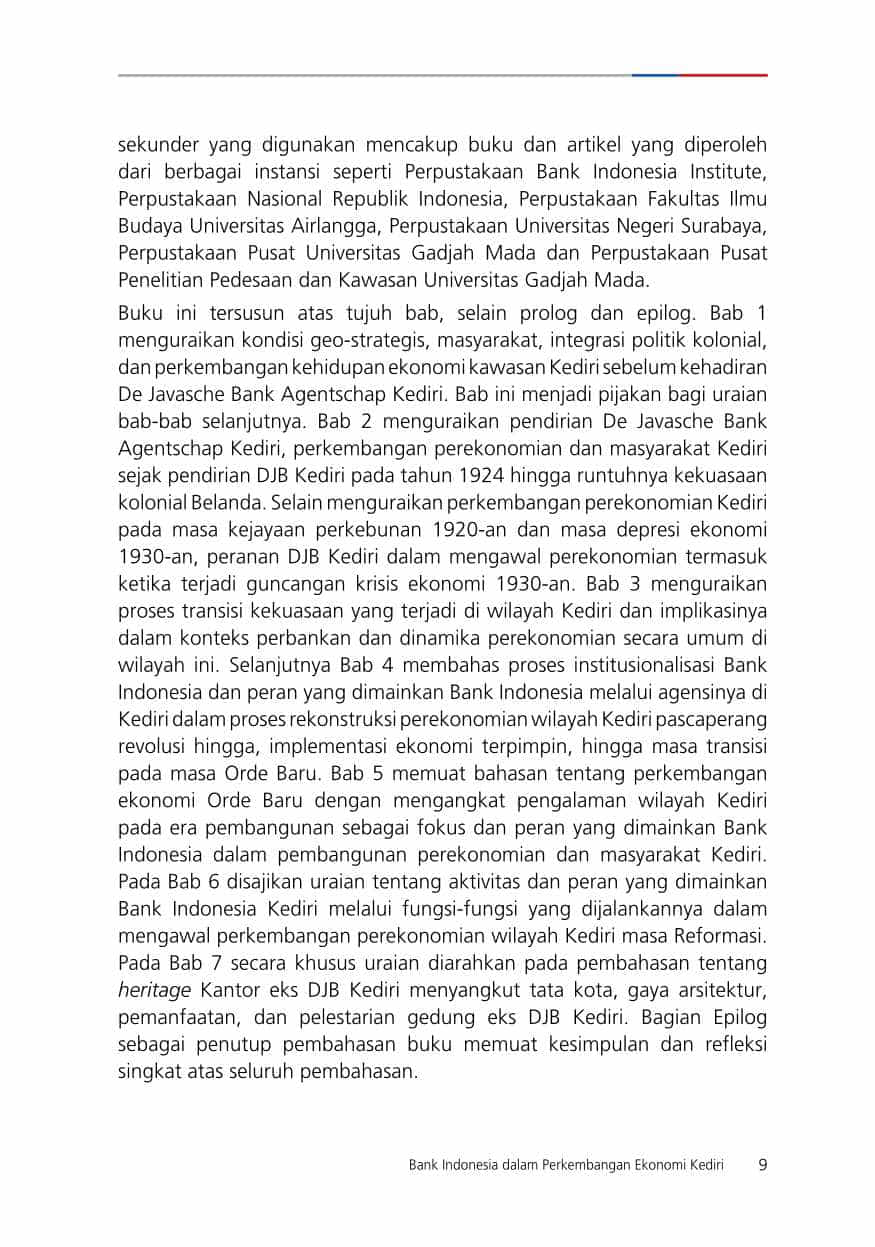 sekunder yang digunakan mencakup buku dan artikel yang diperoleh
dari berbagai instansi seperti Perpustakaan Bank Indonesia Institute,
Perpustakaan Nasional Republik Indonesia, Perpustakaan Fakultas Ilmu
Budaya Universitas Airlangga, Perpustakaan Universitas Negeri Surabaya,
Perpustakaan Pusat Universitas Gadjah Mada dan Perpustakaan Pusat
Penelitian Pedesaan dan Kawasan Universitas Gadjah Mada.
Buku ini tersusun atas tujuh bab, selain prolog dan epilog. Bab 1
menguraikan kondisi geo-strategis, masyarakat, integrasi politik kolonial,
dan perkembangan kehidupan ekonomi kawasan Kediri sebelum kehadiran
De Javasche Bank Agentschap Kediri. Bab ini menjadi pijakan bagi uraian
bab-bab selanjutnya. Bab 2 menguraikan pendirian De Javasche Bank
Agentschap Kediri, perkembangan perekonomian dan masyarakat Kediri
sejak pendirian DJB Kediri pada tahun 1924 hingga runtuhnya kekuasaan
kolonial Belanda. Selain menguraikan perkembangan perekonomian Kediri
pada masa kejayaan perkebunan 1920-an dan masa depresi ekonomi
1930-an, peranan DJB Kediri dalam mengawal perekonomian termasuk
ketika terjadi guncangan krisis ekonomi 1930-an. Bab 3 menguraikan
proses transisi kekuasaan yang terjadi di wilayah Kediri dan implikasinya
dalam konteks perbankan dan dinamika perekonomian secara umum di
wilayah ini. Selanjutnya Bab 4 membahas proses institusionalisasi Bank
Indonesia dan peran yang dimainkan Bank Indonesia melalui agensinya di
Kediri dalam proses rekonstruksi perekonomian wilayah Kediri pascaperang
revolusi hingga, implementasi ekonomi terpimpin, hingga masa transisi
pada masa Orde Baru. Bab 5 memuat bahasan tentang perkembangan
ekonomi Orde Baru dengan mengangkat pengalaman wilayah Kediri
pada era pembangunan sebagai fokus dan peran yang dimainkan Bank
Indonesia dalam pembangunan perekonomian dan masyarakat Kediri.
Pada Bab 6 disajikan uraian tentang aktivitas dan peran yang dimainkan
Bank Indonesia Kediri melalui fungsi-fungsi yang dijalankannya dalam
mengawal perkembangan perekonomian wilayah Kediri masa Reformasi.
Pada Bab 7 secara khusus uraian diarahkan pada pembahasan tentang
heritage Kantor eks DJB Kediri menyangkut tata kota, gaya arsitektur,
pemanfaatan, dan pelestarian gedung eks DJB Kediri. Bagian Epilog
sebagai penutup pembahasan buku memuat kesimpulan dan refleksi
singkat atas seluruh pembahasan.
Bank Indonesia dalam Perkembangan Ekonomi Kediri 9